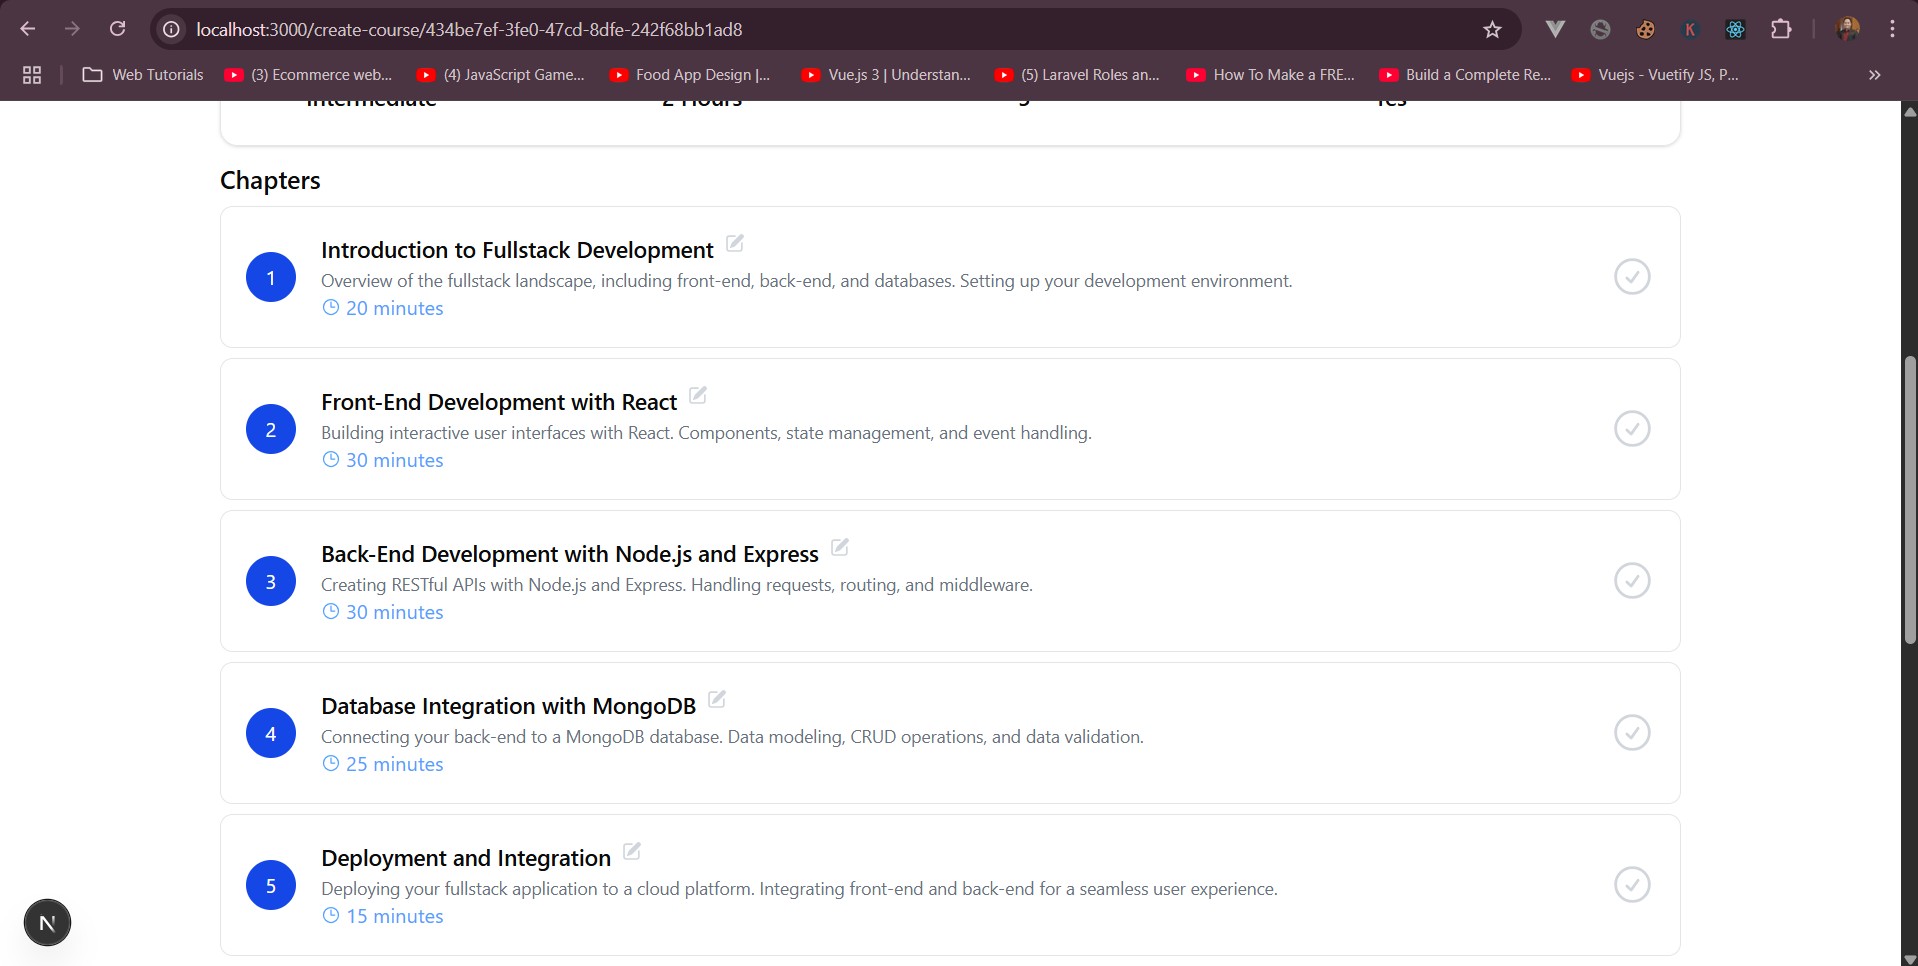 localhost:3000/create-course/434be7ef-3fe0-47cd-8dfe-242f68bb1ad8
K
Web Tutorials
(3) Ecommerce web...
(4) JavaScript Game...
Food App Design |...
Vue.js 3 | Understan...
(5) Laravel Roles an...
How To Make a FRE...
Build a Complete Re...
Vuejs - Vuetify JS, P...
»
Intermediate
2 Hours
5
Yes
Chapters
1
Introduction to Fullstack Development
Overview of the fullstack landscape, including front-end, back-end, and databases. Setting up your development environment.
20 minutes
2
Front-End Development with React
Building interactive user interfaces with React. Components, state management, and event handling.
30 minutes
3
Back-End Development with Node.js and Express
Creating RESTful APIs with Node.js and Express. Handling requests, routing, and middleware.
30 minutes
4
Database Integration with MongoDB
Connecting your back-end to a MongoDB database. Data modeling, CRUD operations, and data validation.
25 minutes
5
Deployment and Integration
Deploying your fullstack application to a cloud platform. Integrating front-end and back-end for a seamless user experience.
15 minutes
N